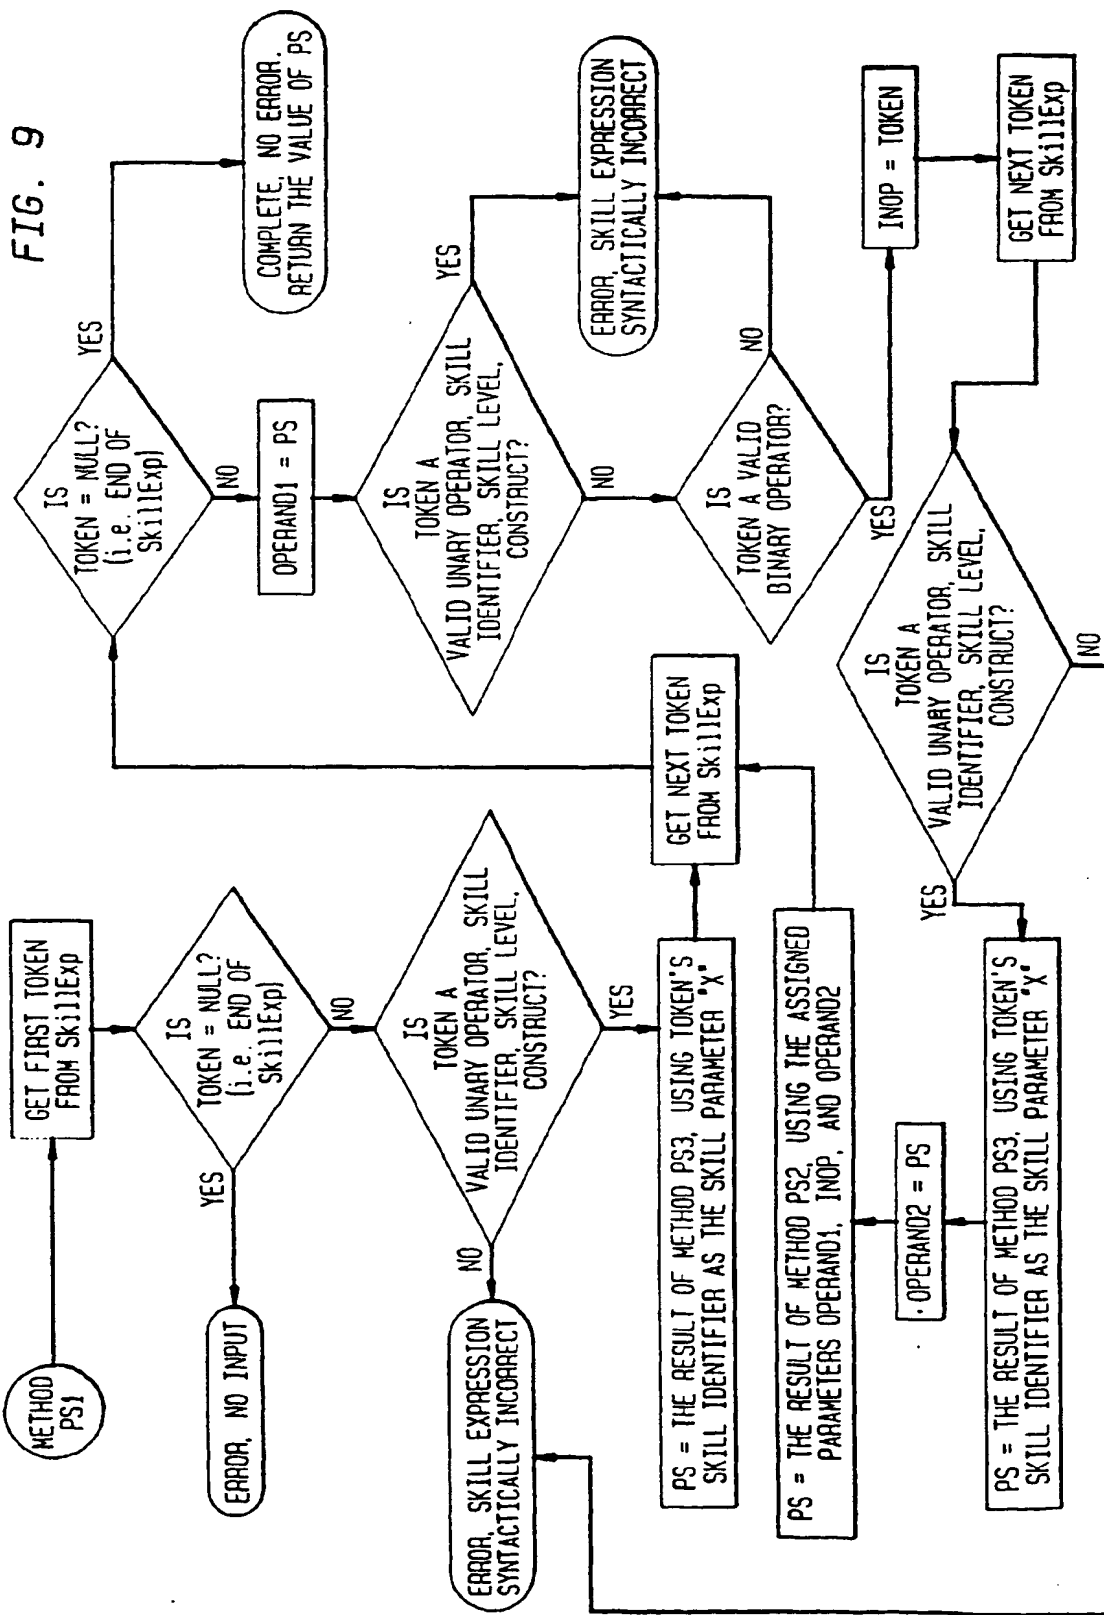 FIG. 9
METHOD
PS1
GET FIRST TOKEN
FROM SkillExp
IS
TOKEN = NULL?
(i.e. END OF
SkillExp)
YES
ERROR, NO INPUT
NO
IS
TOKEN A
VALID UNARY OPERATOR, SKILL
IDENTIFIER, SKILL LEVEL,
CONSTRUCT?
NO
ERROR, SKILL EXPRESSION
SYNTACTICALLY INCORRECT
YES
PS = THE RESULT OF METHOD PS3, USING TOKEN'S
SKILL IDENTIFIER AS THE SKILL PARAMETER "X"
GET NEXT TOKEN
FROM SkillExp
PS = THE RESULT OF METHOD PS2, USING THE ASSIGNED
PARAMETERS OPERAND1, INOP, AND OPERAND2
OPERAND2 = PS
PS = THE RESULT OF METHOD PS3, USING TOKEN'S
SKILL IDENTIFIER AS THE SKILL PARAMETER "X"
IS
TOKEN = NULL?
(i.e. END OF
SkillExp)
YES
COMPLETE, NO ERROR.
RETURN THE VALUE OF PS
NO
OPERAND1 = PS
IS
TOKEN A
VALID UNARY OPERATOR, SKILL
IDENTIFIER, SKILL LEVEL,
CONSTRUCT?
YES
ERROR, SKILL EXPRESSION
SYNTACTICALLY INCORRECT
NO
IS
TOKEN A VALID
BINARY OPERATOR?
NO
YES
INOP = TOKEN
GET NEXT TOKEN
FROM SkillExp
IS
TOKEN A
VALID UNARY OPERATOR, SKILL
IDENTIFIER, SKILL LEVEL,
CONSTRUCT?
YES
NO